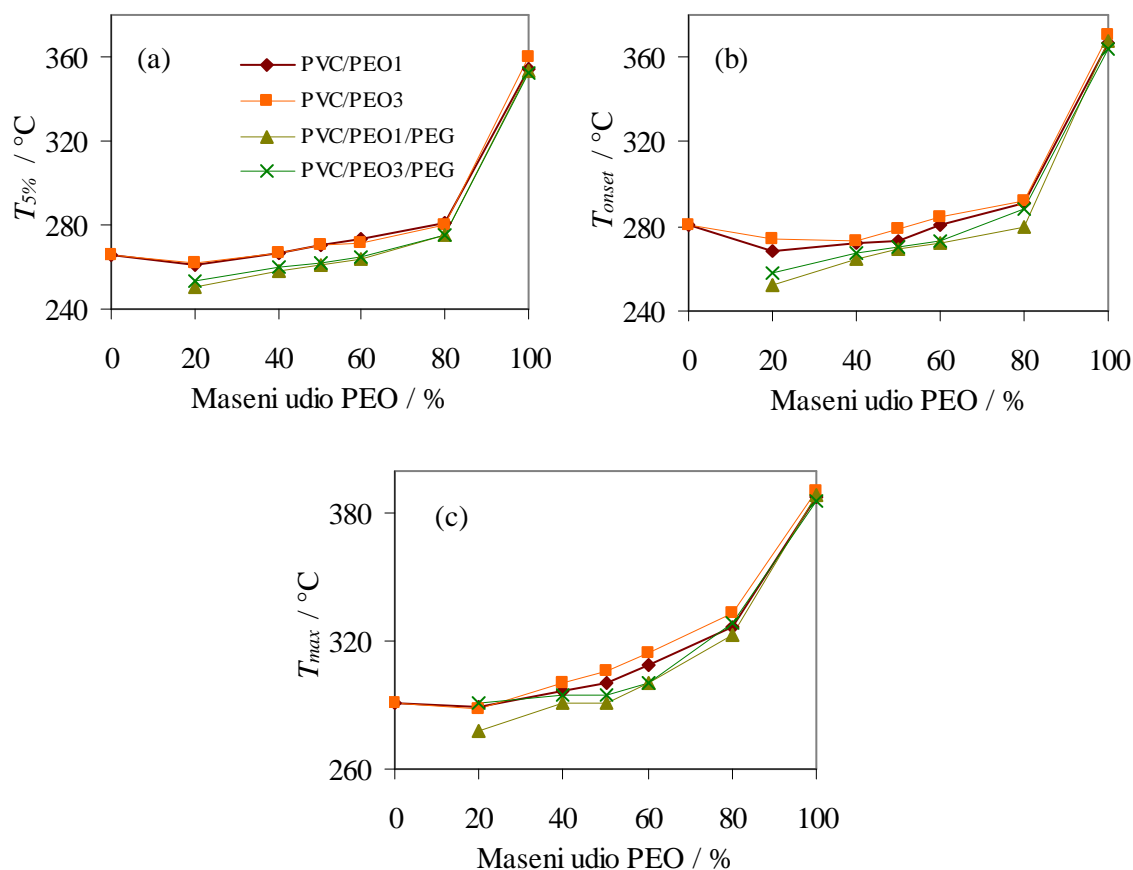 (a)
PVC/PEO1
PVC/PEO3
PVC/PEO1/PEG
PVC/PEO3/PEG
360
320
280
240
T5% / °C
0 20 40 60 80 100
Maseni udio PEO / %
(b)
360
320
280
240
Tonset / °C
0 20 40 60 80 100
Maseni udio PEO / %
(c)
380
320
260
Tmax / °C
0 20 40 60 80 100
Maseni udio PEO / %